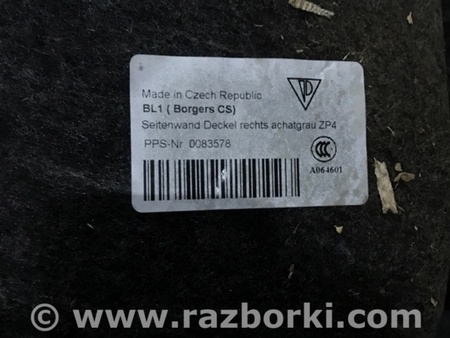 Made in Czech Republic
BL1 ( Borgers CS)
Seitenwand Deckel rechts achatgrau ZP4
PPS-Nr 0083578
CCC
A064601
© www.razborki.com